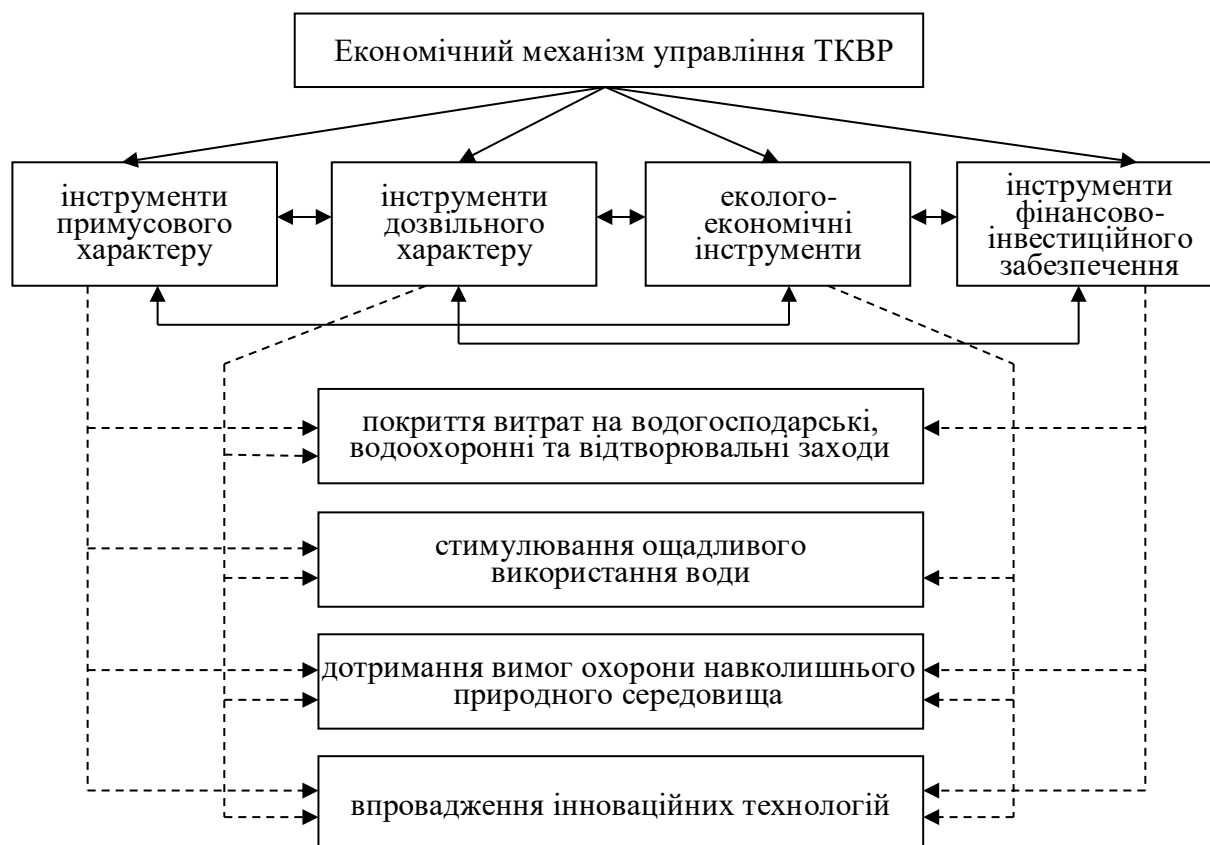 Економічний механізм управління ТКВР
інструменти
примусового
характеру
інструменти
дозвільного
характеру
еколого-
економічні
інструменти
інструменти
фінансово-
інвестиційного
забезпечення
покриття витрат на водогосподарські,
водоохоронні та відтворювальні заходи
стимулювання ощадливого
використання води
дотримання вимог охорони навколишнього
природного середовища
впровадження інноваційних технологій